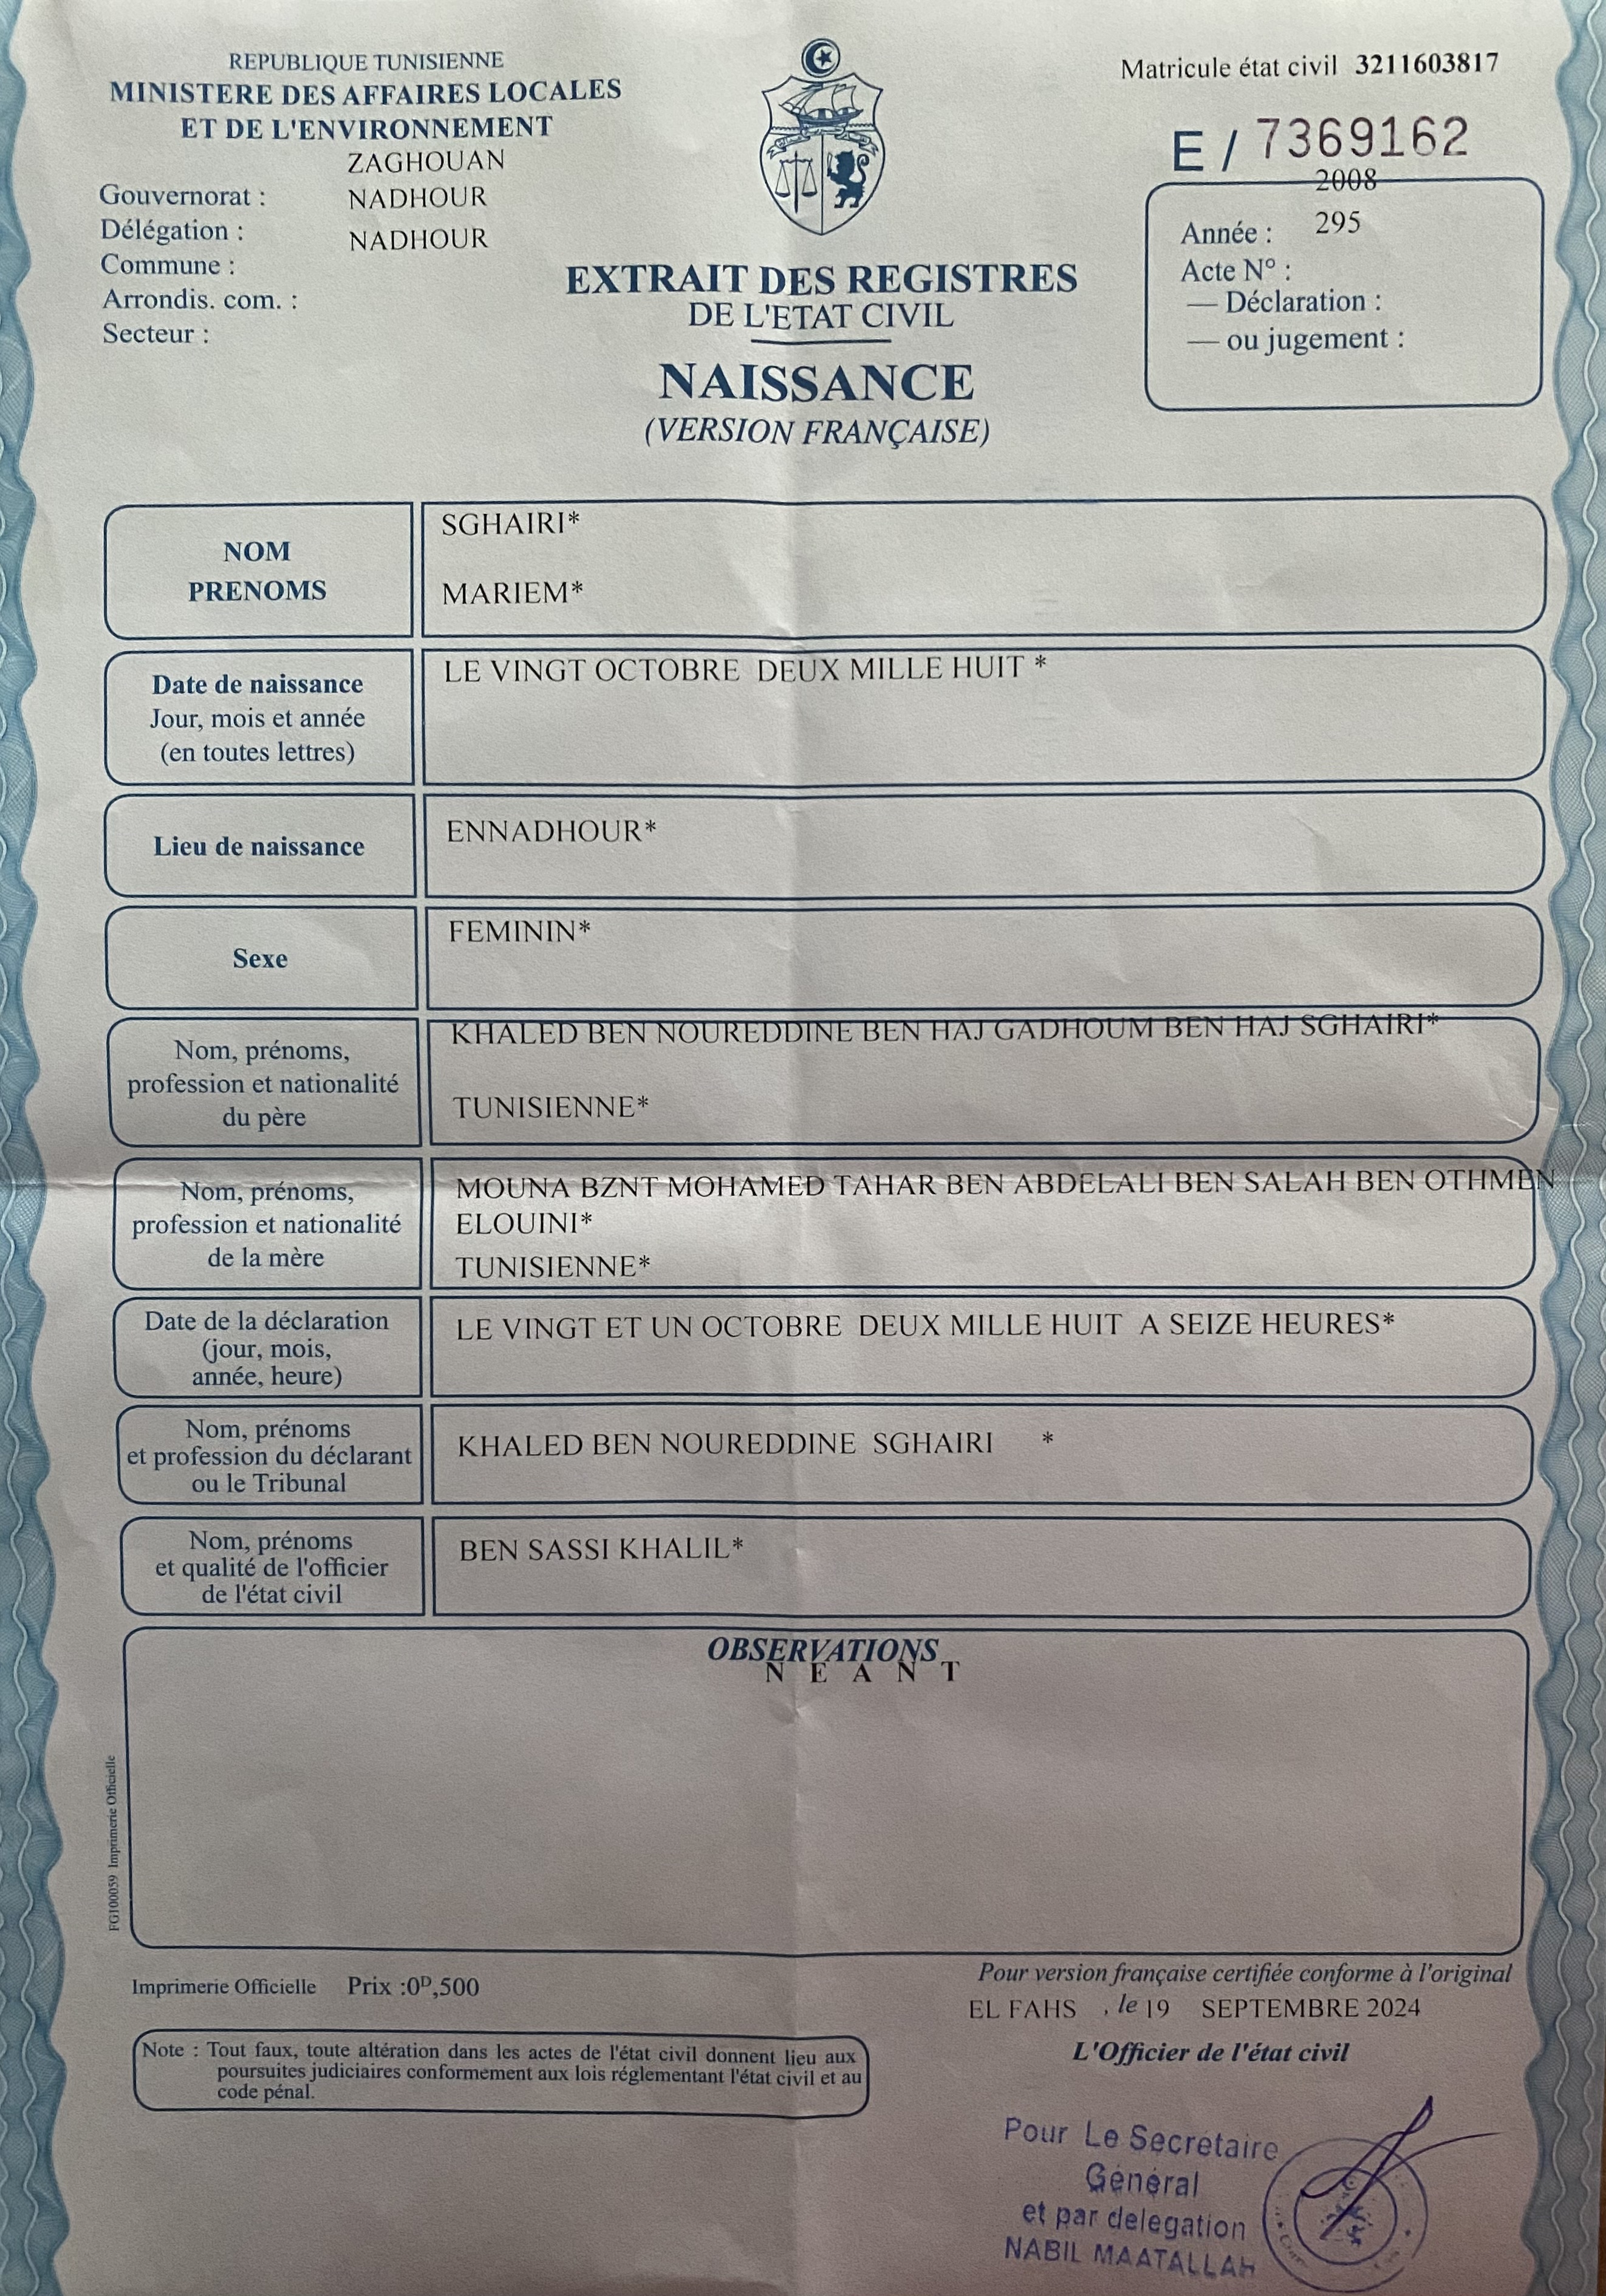 REPUBLIQUE TUNISIENNE
MINISTERE DES AFFAIRES LOCALES
ET DE L'ENVIRONNEMENT
ZAGHOUAN
Gouvernorat : NADHOUR
Délégation : NADHOUR
Commune :
Arrondis. com. :
Secteur :
Matricule état civil 3211603817
E / 7369162
2008
Année : 295
Acte N° :
— Déclaration :
— ou jugement :
EXTRAIT DES REGISTRES
DE L'ETAT CIVIL
NAISSANCE
(VERSION FRANÇAISE)
NOM
PRENOMS
SGHAIRI*
MARIEM*
Date de naissance
Jour, mois et année
(en toutes lettres)
LE VINGT OCTOBRE DEUX MILLE HUIT *
Lieu de naissance
ENNADHOUR*
Sexe
FEMININ*
Nom, prénoms,
profession et nationalité
du père
KHALED BEN NOUREDDINE BEN HAJ GADHOUM BEN HAJ SGHAIRI*
TUNISIENNE*
Nom, prénoms,
profession et nationalité
de la mère
MOUNA BZNT MOHAMED TAHAR BEN ABDELALI BEN SALAH BEN OTHMEN
ELOUINI*
TUNISIENNE*
Date de la déclaration
(jour, mois,
année, heure)
LE VINGT ET UN OCTOBRE DEUX MILLE HUIT A SEIZE HEURES*
Nom, prénoms
et profession du déclarant
ou le Tribunal
KHALED BEN NOUREDDINE SGHAIRI *
Nom, prénoms
et qualité de l'officier
de l'état civil
BEN SASSI KHALIL*
OBSERVATIONS
N E A N T
FG100059 Imprimerie Officielle
Imprimerie Officielle Prix :0ᴰ,500
Note : Tout faux, toute altération dans les actes de l'état civil donnent lieu aux
poursuites judiciaires conformement aux lois réglementant l'état civil et au
code pénal.
Pour version française certifiée conforme à l'original
EL FAHS , le 19 SEPTEMBRE 2024
L'Officier de l'état civil
Pour Le Secretaire
Général
et par delegation
NABIL MAATALLAH